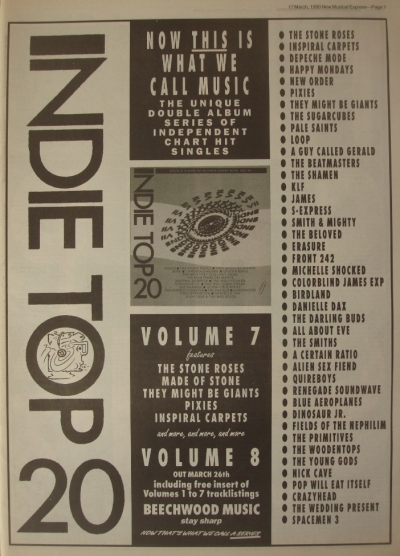 17 March, 1990 New Musical Express—Page 7
INDIE TOP 20
NOW THIS IS
WHAT WE
CALL MUSIC
THE UNIQUE
DOUBLE ALBUM
SERIES OF
INDEPENDENT
CHART HIT
SINGLES
INDIE TOP
20
VOLUME 7
features
THE STONE ROSES
MADE OF STONE
THEY MIGHT BE GIANTS
PIXIES
INSPIRAL CARPETS
and more, and more, and more
VOLUME 8
OUT MARCH 26th
including free insert of
Volumes 1 to 7 tracklistings
BEECHWOOD MUSIC
stay sharp
NOW THAT'S WHAT WE CALL A SERIES
● THE STONE ROSES
● INSPIRAL CARPETS
● DEPECHE MODE
● HAPPY MONDAYS
● NEW ORDER
● PIXIES
● THEY MIGHT BE GIANTS
● THE SUGARCUBES
● PALE SAINTS
● LOOP
● A GUY CALLED GERALD
● THE BEATMASTERS
● THE SHAMEN
● KLF
● JAMES
● S-EXPRESS
● SMITH & MIGHTY
● THE BELOVED
● ERASURE
● FRONT 242
● MICHELLE SHOCKED
● COLORBLIND JAMES EXP
● BIRDLAND
● DANIELLE DAX
● THE DARLING BUDS
● ALL ABOUT EVE
● THE SMITHS
● A CERTAIN RATIO
● ALIEN SEX FIEND
● QUIREBOYS
● RENEGADE SOUNDWAVE
● BLUE AEROPLANES
● DINOSAUR JR.
● FIELDS OF THE NEPHILIM
● THE PRIMITIVES
● THE WOODENTOPS
● THE YOUNG GODS
● NICK CAVE
● POP WILL EAT ITSELF
● CRAZYHEAD
● THE WEDDING PRESENT
● SPACEMEN 3